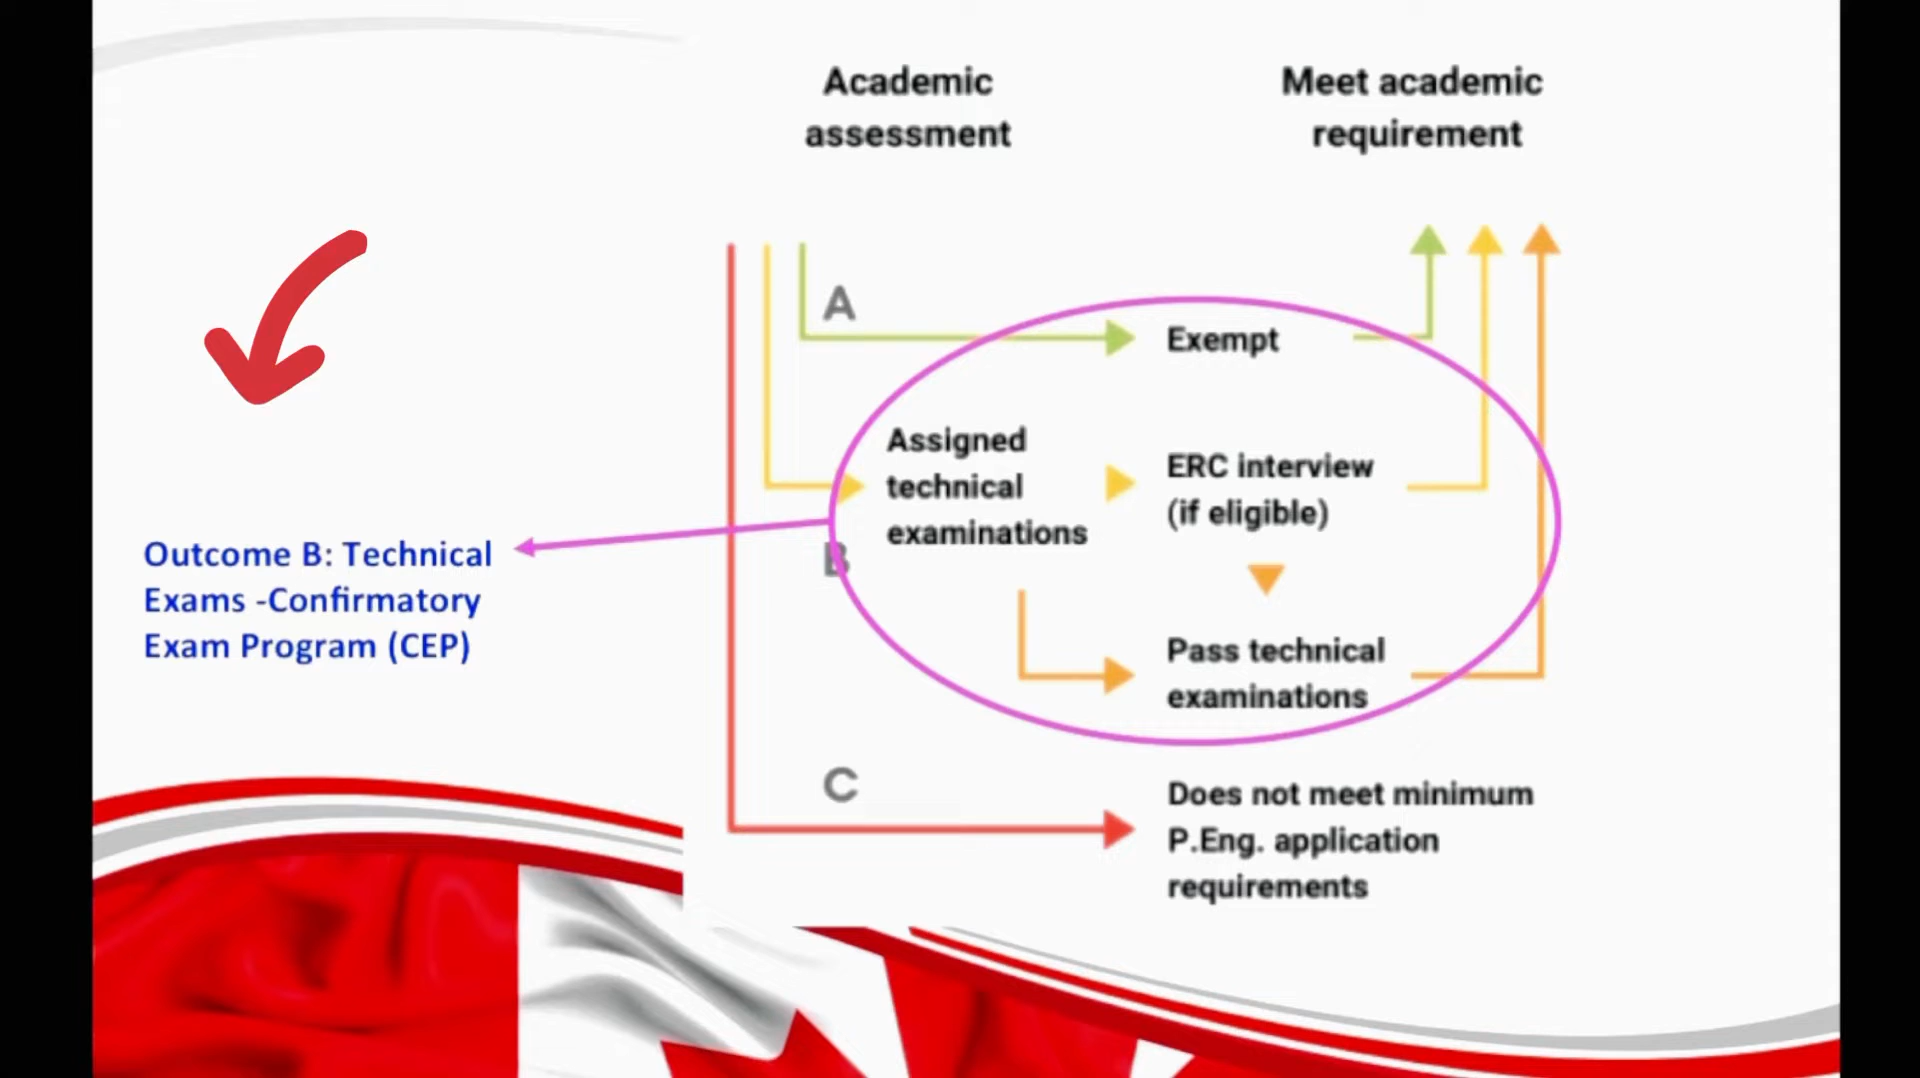 Academic
assessment
Meet academic
requirement
A
Exempt
Assigned
technical
examinations
ERC interview
(if eligible)
B
Outcome B: Technical
Exams -Confirmatory
Exam Program (CEP)
Pass technical
examinations
C
Does not meet minimum
P.Eng. application
requirements